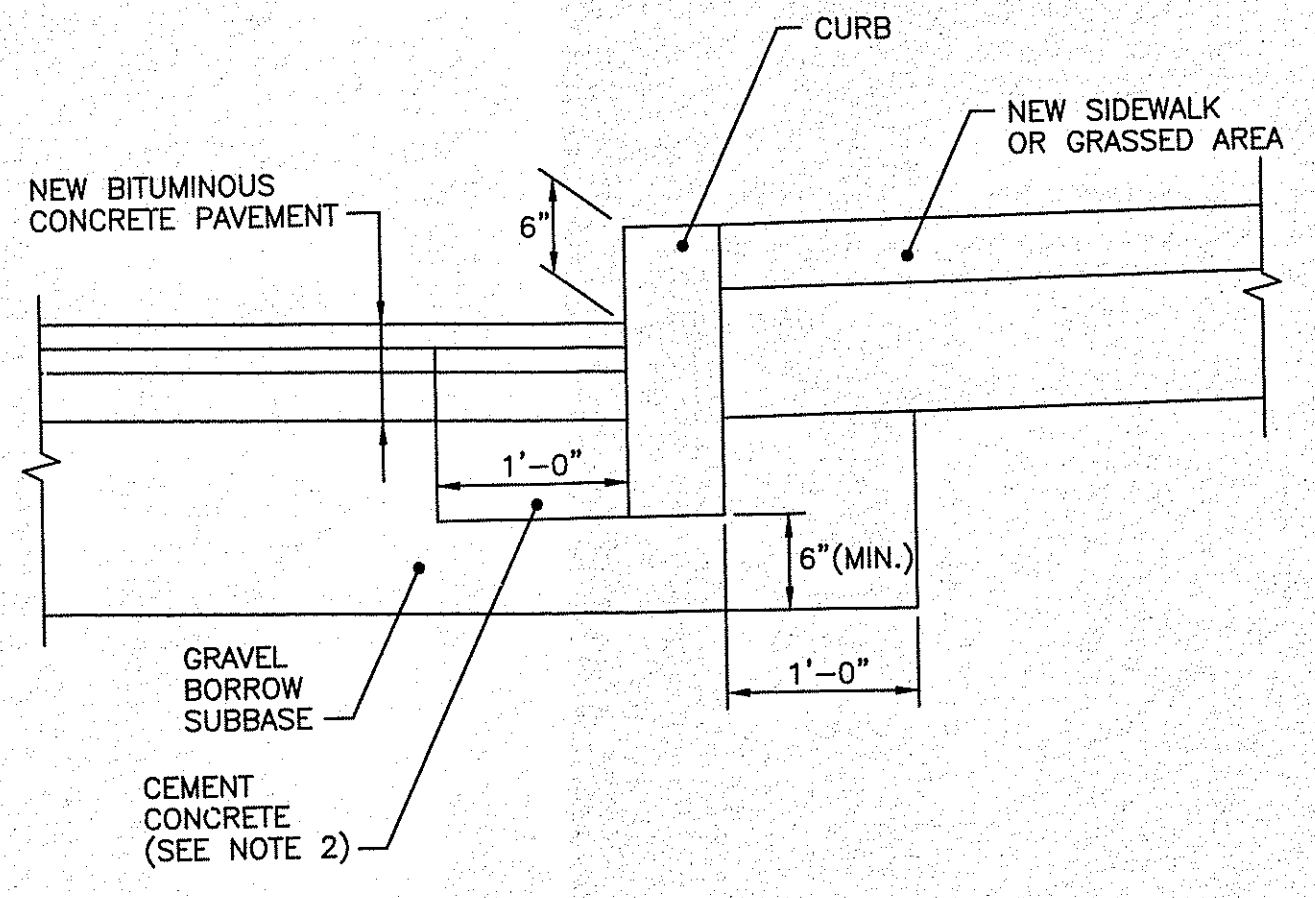 CURB
NEW SIDEWALK
OR GRASSED AREA
NEW BITUMINOUS
CONCRETE PAVEMENT
6"
1'-0"
6"(MIN.)
1'-0"
GRAVEL
BORROW
SUBBASE
CEMENT
CONCRETE
(SEE NOTE 2)